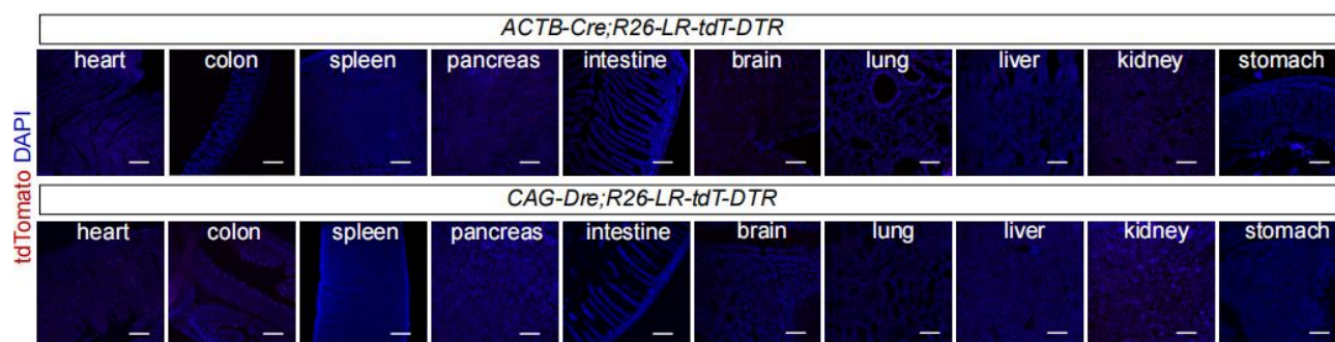 ACTB-Cre;R26-LR-tdT-DTR
heart colon spleen pancreas intestine brain lung liver kidney stomach
tdTomato DAPI
CAG-Dre;R26-LR-tdT-DTR
heart colon spleen pancreas intestine brain lung liver kidney stomach